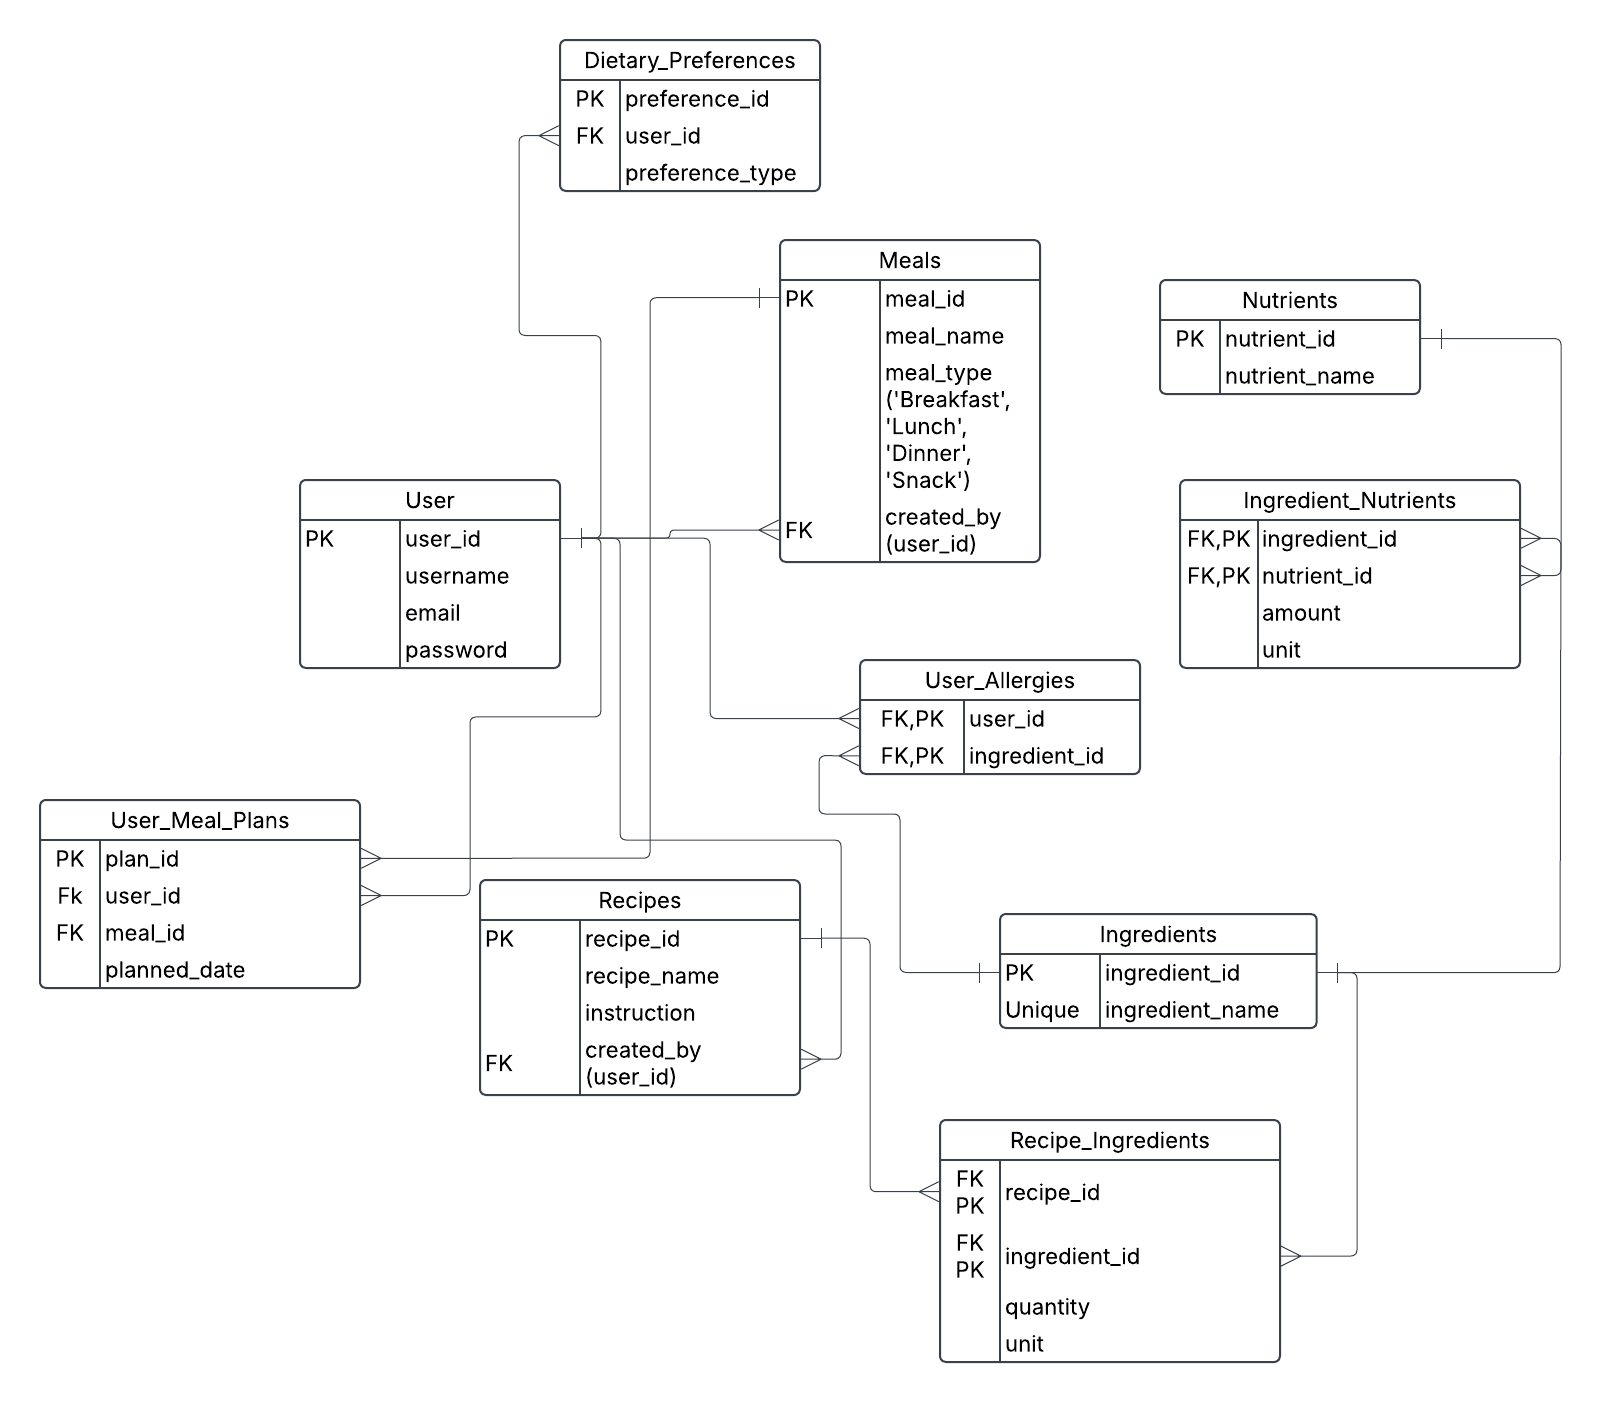 Dietary_Preferences
PK preference_id
FK user_id
preference_type
Meals
PK meal_id
meal_name
meal_type
('Breakfast',
'Lunch',
'Dinner',
'Snack')
FK created_by
(user_id)
Nutrients
PK nutrient_id
nutrient_name
User
PK user_id
username
email
password
Ingredient_Nutrients
FK,PK ingredient_id
FK,PK nutrient_id
amount
unit
User_Allergies
FK,PK user_id
FK,PK ingredient_id
User_Meal_Plans
PK plan_id
Fk user_id
FK meal_id
planned_date
Recipes
PK recipe_id
recipe_name
instruction
FK created_by
(user_id)
Ingredients
PK ingredient_id
Unique ingredient_name
Recipe_Ingredients
FK
PK recipe_id
FK
PK ingredient_id
quantity
unit